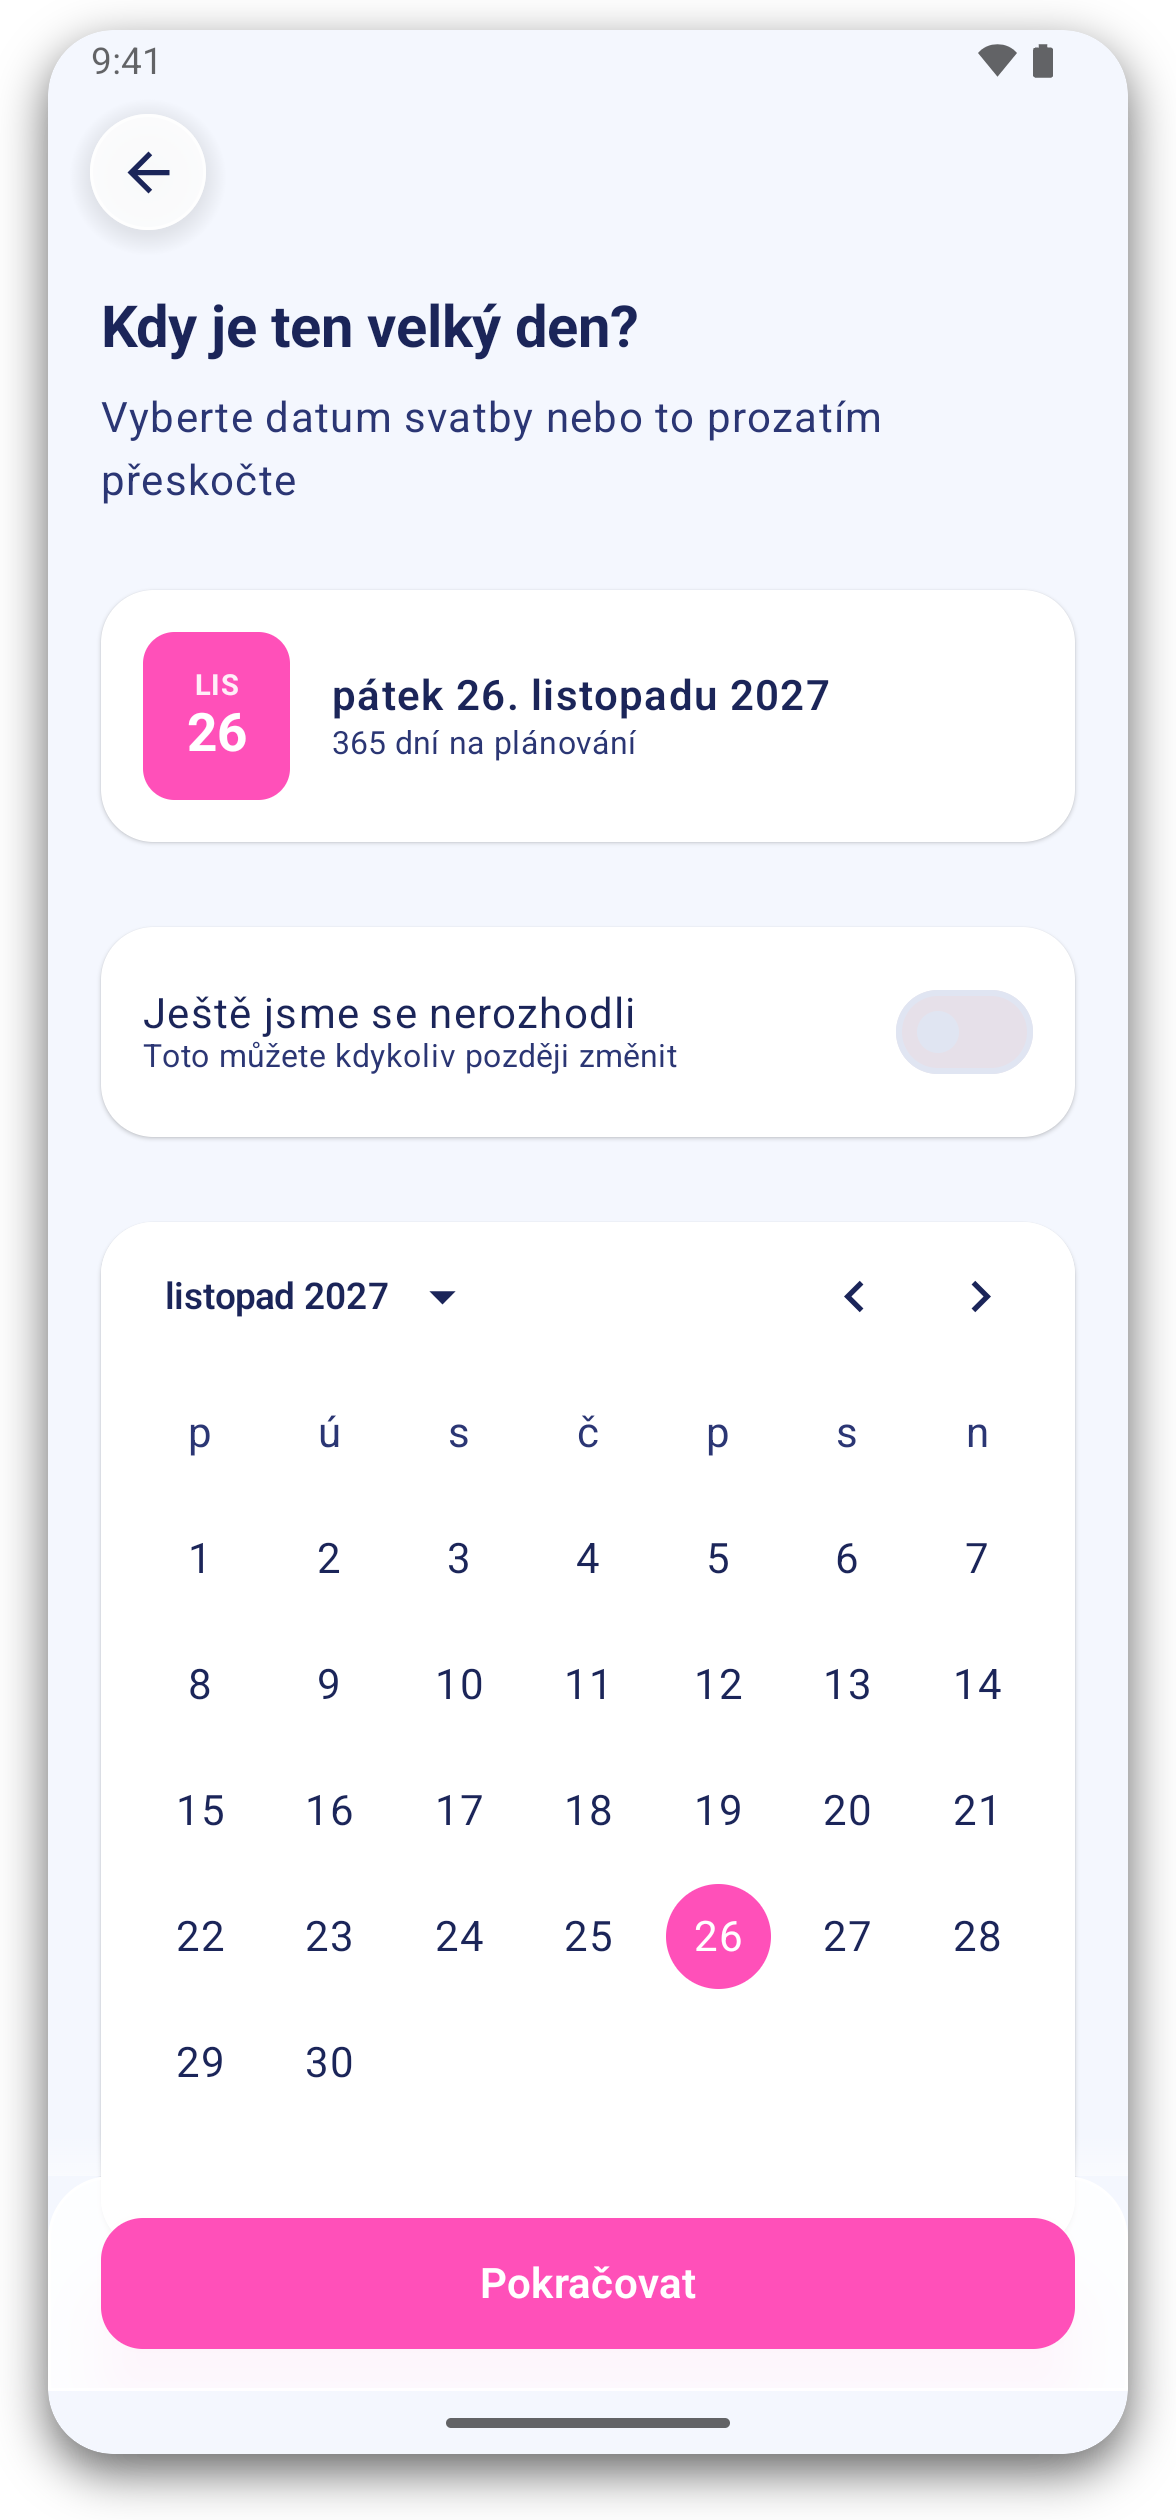 9:41
Kdy je ten velký den?
Vyberte datum svatby nebo to prozatím
přeskočte
LIS
26
pátek 26. listopadu 2027
365 dní na plánování
Ještě jsme se nerozhodli
Toto můžete kdykoliv později změnit
listopad 2027
p ú s č p s n
1 2 3 4 5 6 7
8 9 10 11 12 13 14
15 16 17 18 19 20 21
22 23 24 25 26 27 28
29 30
Pokračovat